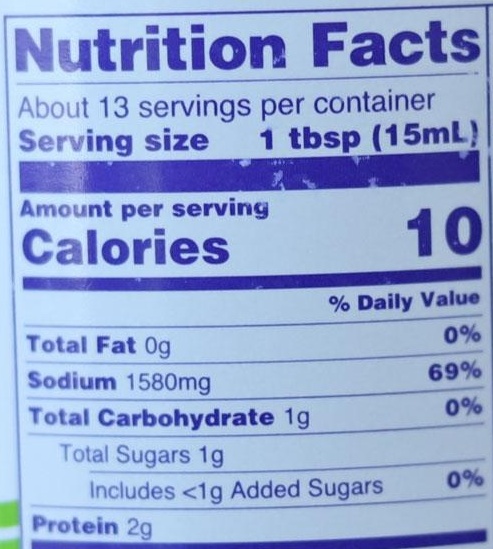 Nutrition Facts
About 13 servings per container
Serving size 1 tbsp (15mL)
Amount per serving
Calories 10
% Daily Value
Total Fat 0g 0%
Sodium 1580mg 69%
Total Carbohydrate 1g 0%
Total Sugars 1g
Includes <1g Added Sugars 0%
Protein 2g